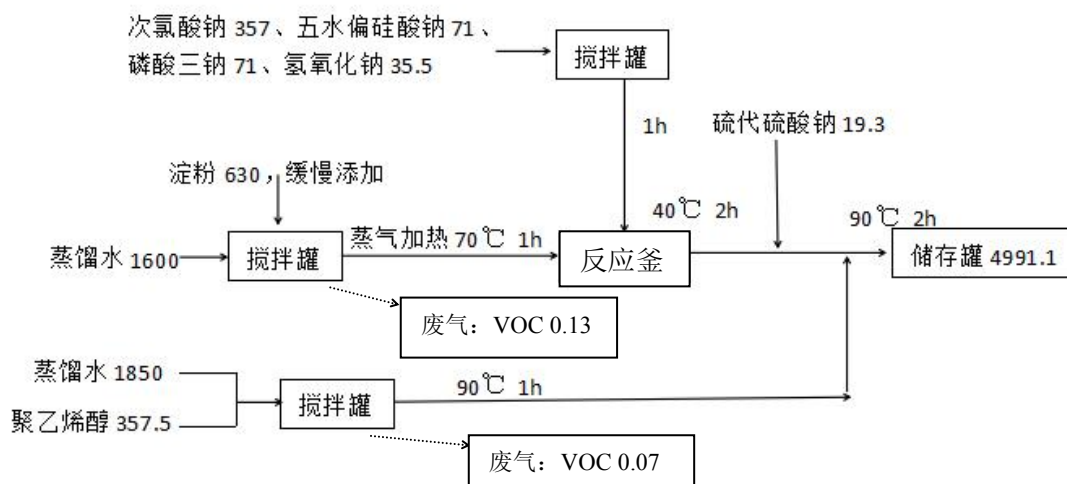 次氯酸钠 357、五水偏硅酸钠 71、
磷酸三钠 71、氢氧化钠 35.5
搅拌罐
1h
硫代硫酸钠 19.3
淀粉 630，缓慢添加
40℃ 2h
90℃ 2h
蒸馏水 1600
搅拌罐
蒸气加热 70℃ 1h
反应釜
储存罐 4991.1
废气：VOC 0.13
蒸馏水 1850
聚乙烯醇 357.5
搅拌罐
90℃ 1h
废气：VOC 0.07